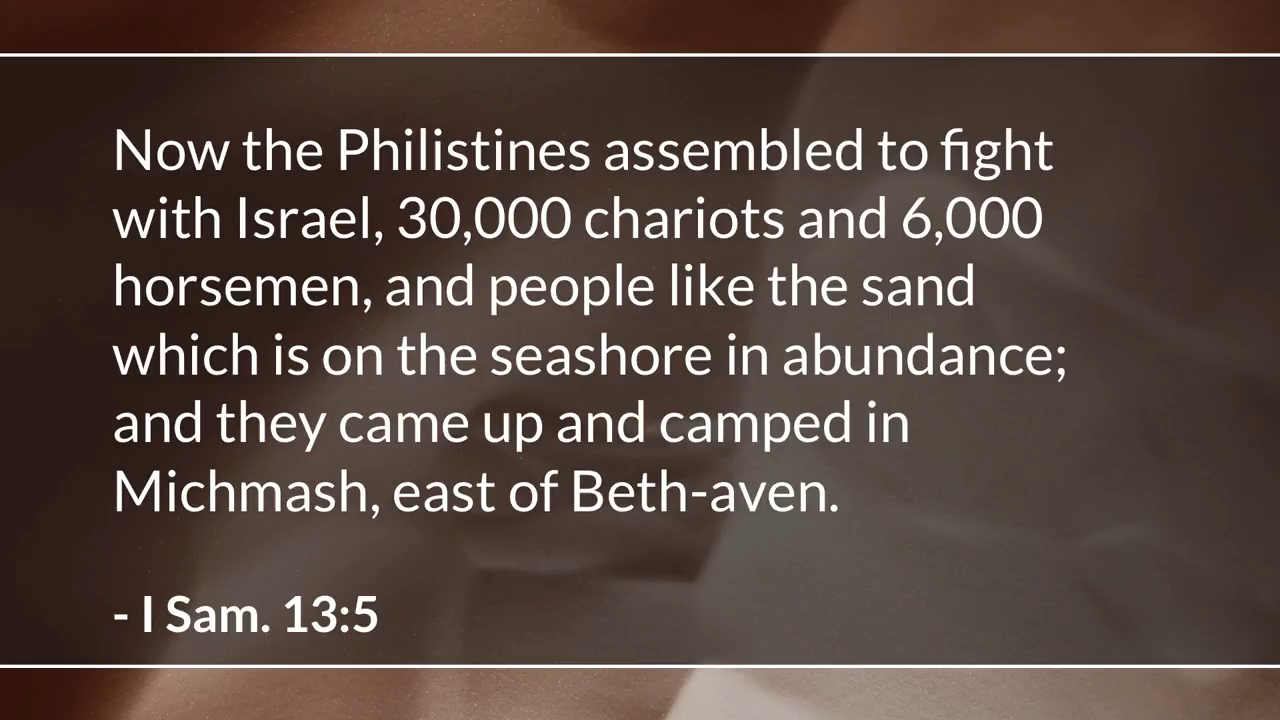 Now the Philistines assembled to fight
with Israel, 30,000 chariots and 6,000
horsemen, and people like the sand
which is on the seashore in abundance;
and they came up and camped in
Michmash, east of Beth-aven.
- I Sam. 13:5